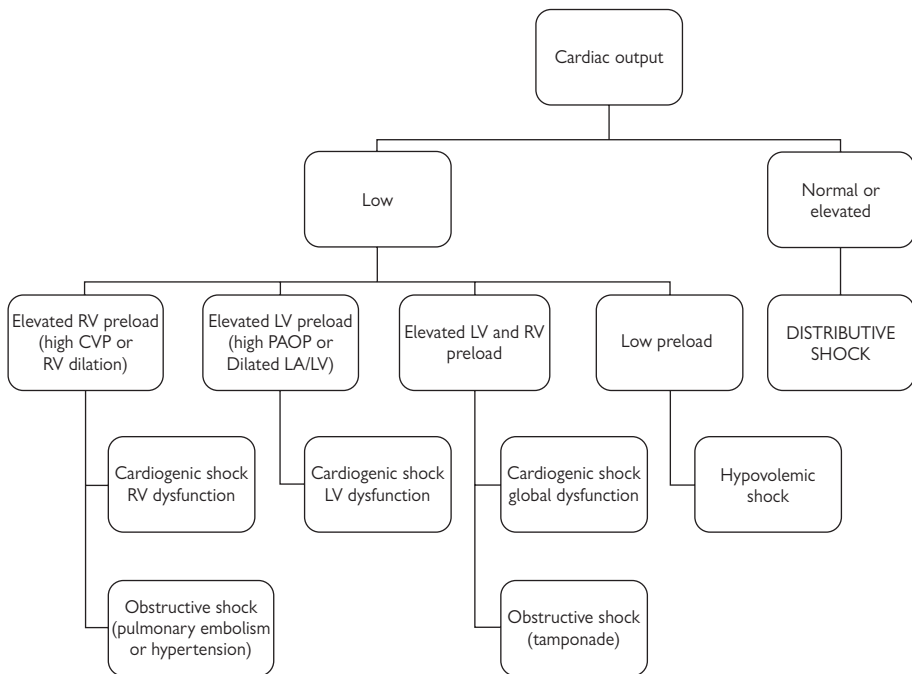 Cardiac output
Low
Normal or
elevated
Elevated RV preload
(high CVP or
RV dilation)
Elevated LV preload
(high PAOP or
Dilated LA/LV)
Elevated LV and RV
preload
Low preload
DISTRIBUTIVE
SHOCK
Cardiogenic shock
RV dysfunction
Cardiogenic shock
LV dysfunction
Cardiogenic shock
global dysfunction
Hypovolemic
shock
Obstructive shock
(pulmonary embolism
or hypertension)
Obstructive shock
(tamponade)